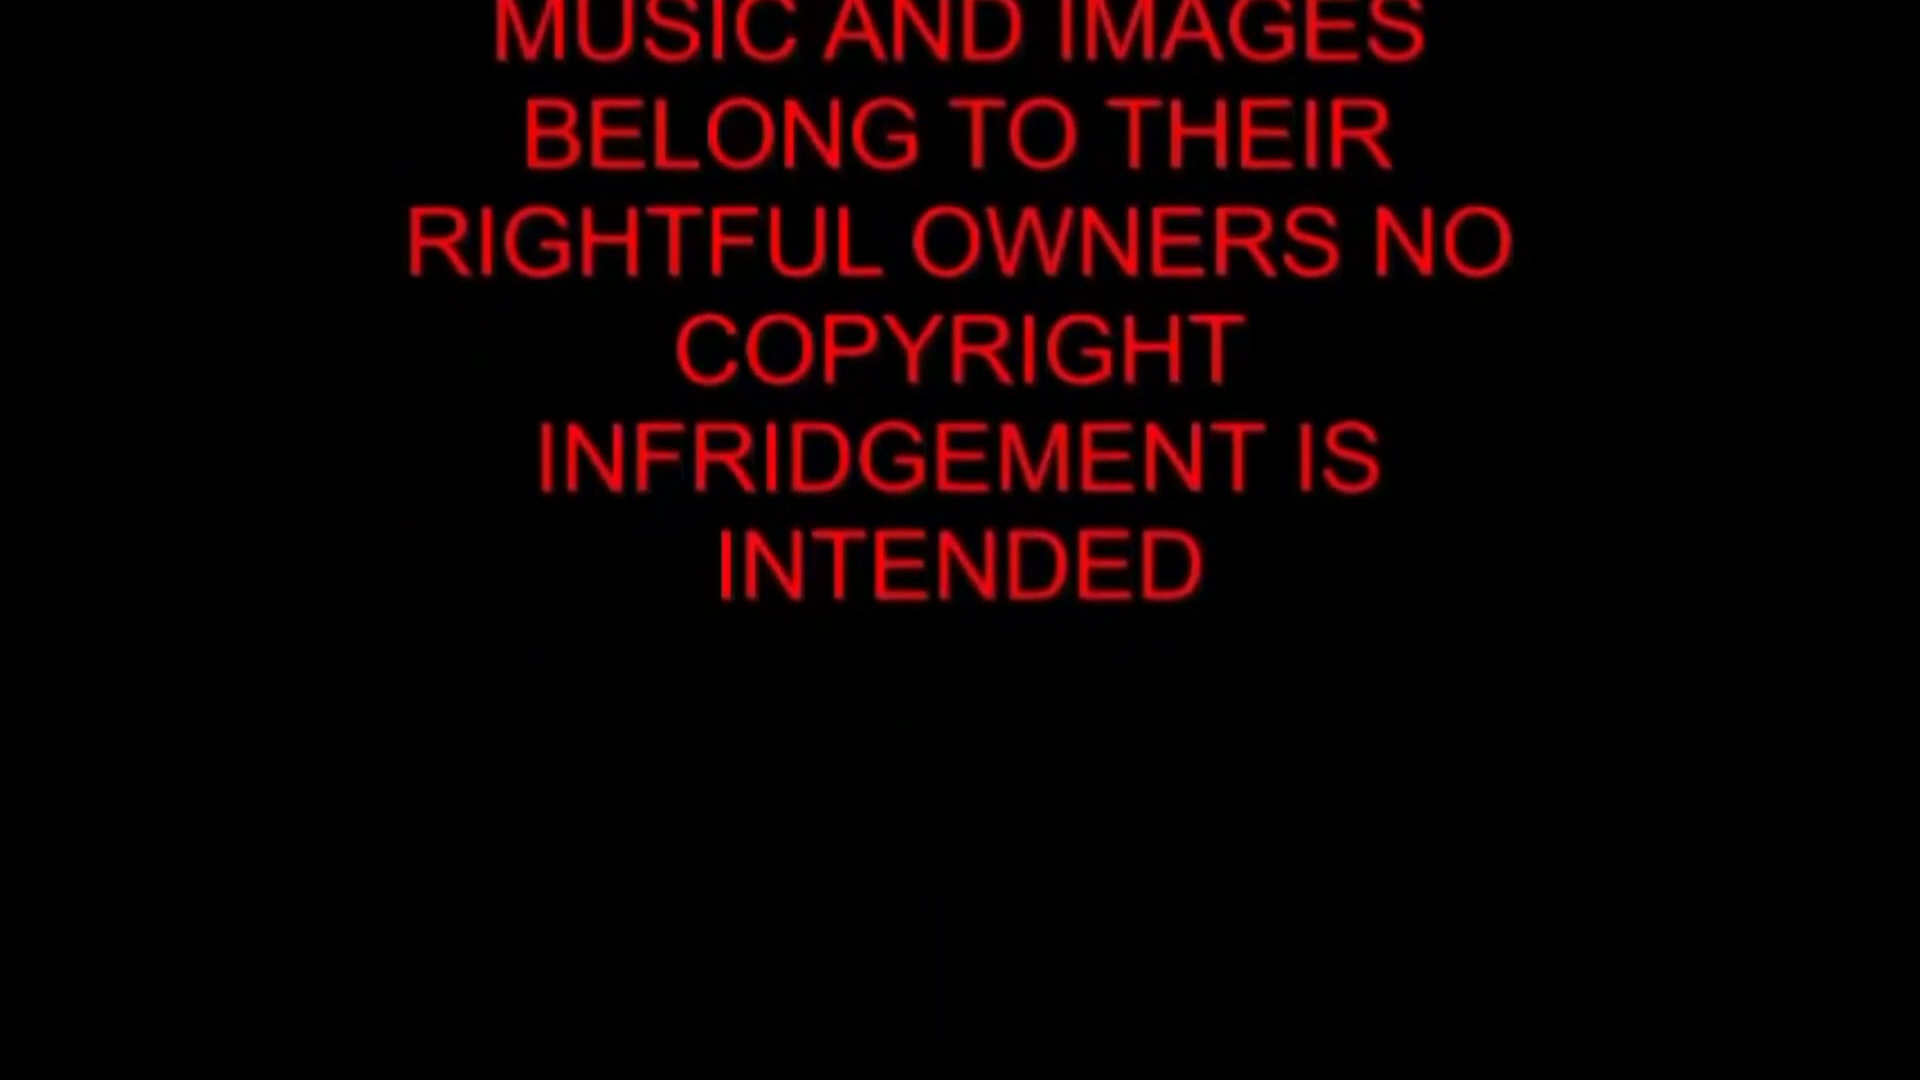 MUSIC AND IMAGES
BELONG TO THEIR
RIGHTFUL OWNERS NO
COPYRIGHT
INFRIDGEMENT IS
INTENDED